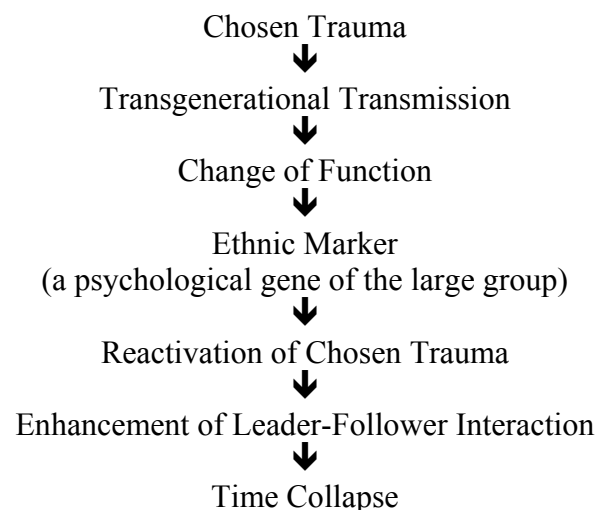 Chosen Trauma
Transgenerational Transmission
Change of Function
Ethnic Marker
(a psychological gene of the large group)
Reactivation of Chosen Trauma
Enhancement of Leader-Follower Interaction
Time Collapse